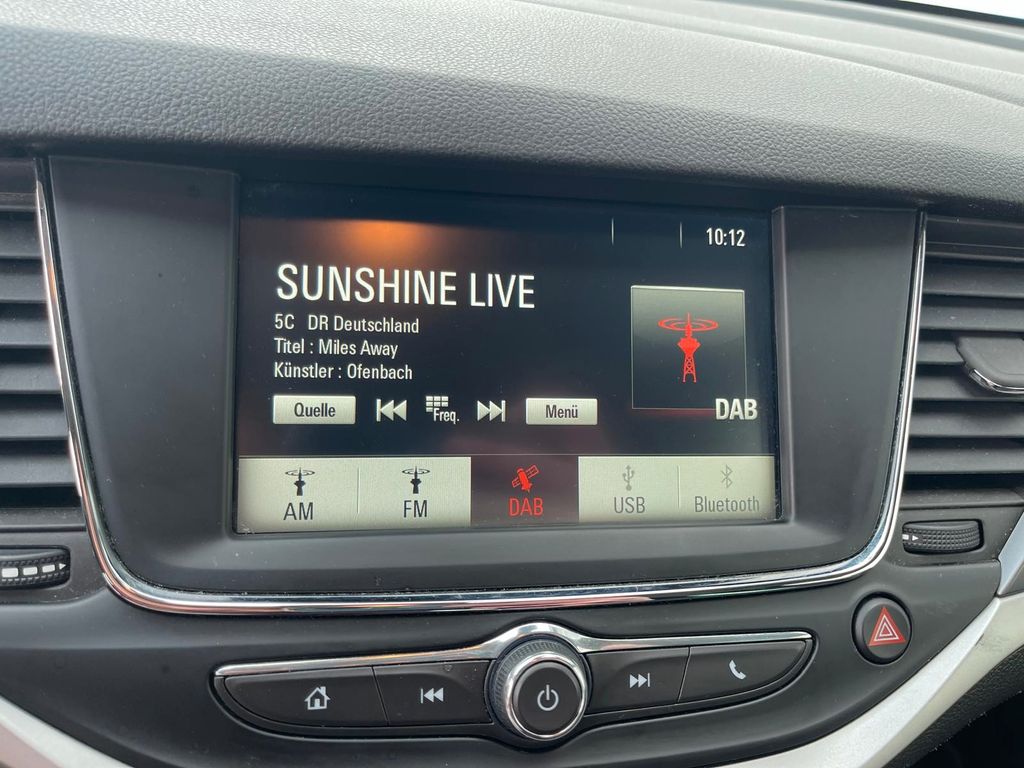 10:12
SUNSHINE LIVE
5C DR Deutschland
Titel : Miles Away
Künstler : Ofenbach
Quelle Freq. Menü
DAB
AM FM DAB USB Bluetooth